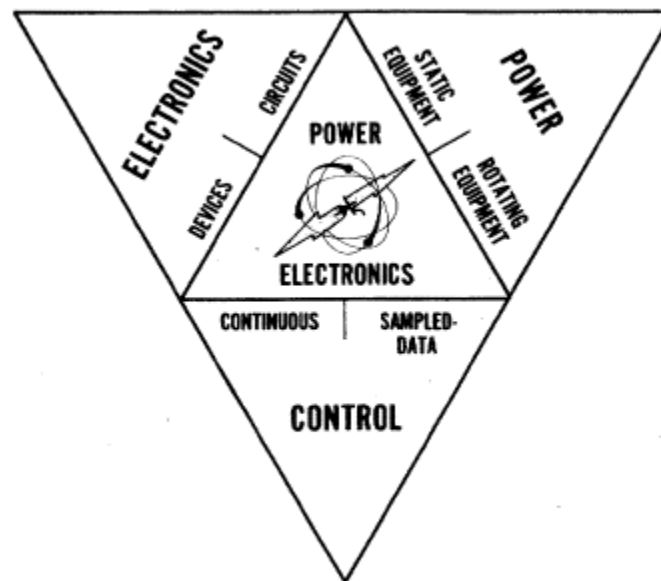 ELECTRONICS
CIRCUITS
DEVICES
STATIC
EQUIPMENT
POWER
ROTATING
EQUIPMENT
POWER
ELECTRONICS
CONTINUOUS
SAMPLED-
DATA
CONTROL